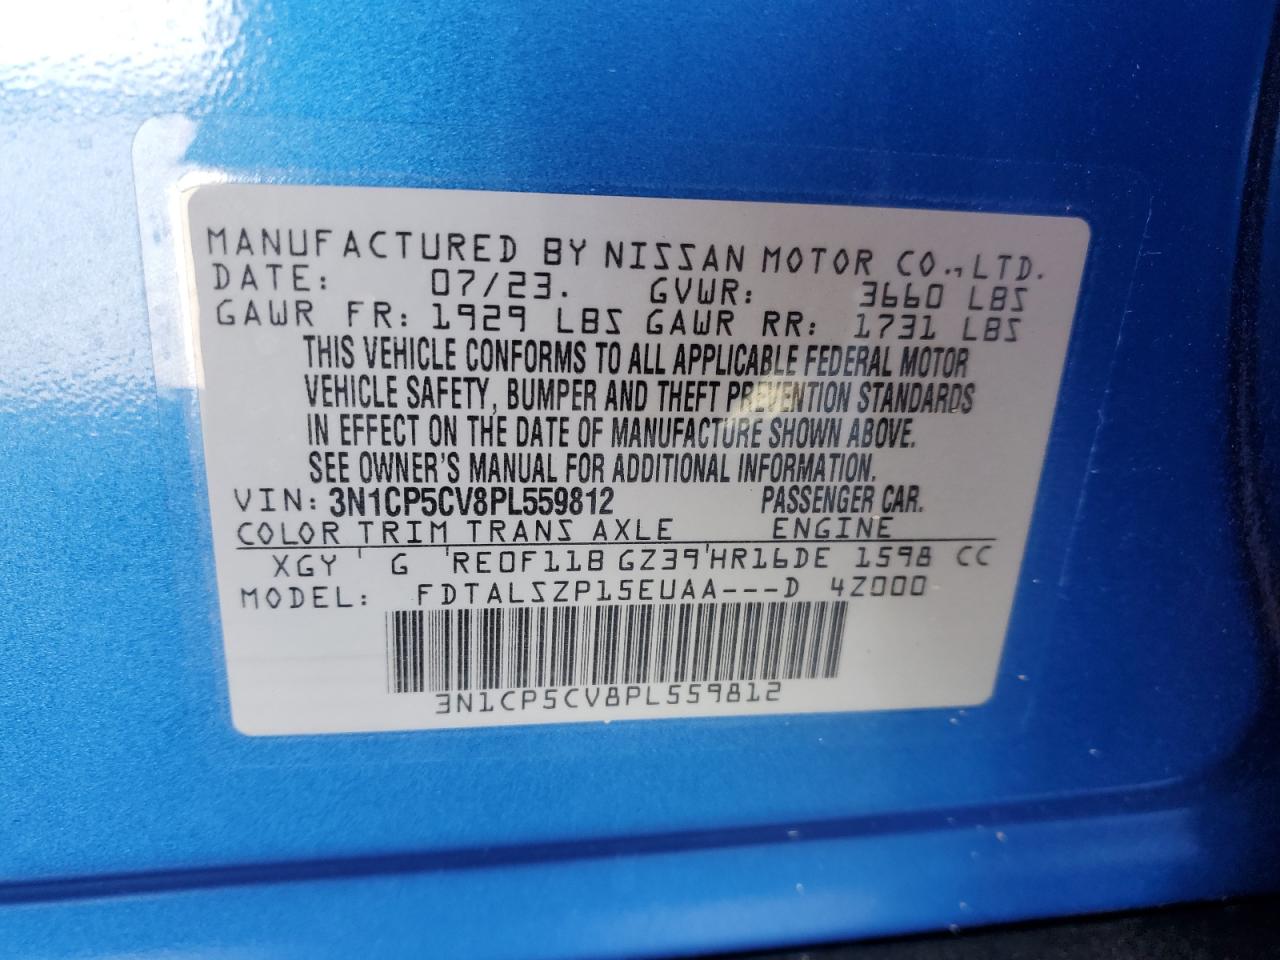 MANUFACTURED BY NISSAN MOTOR CO., LTD.
DATE: 07/23. GVWR: 3660 LBS
GAWR FR: 1929 LBS GAWR RR: 1731 LBS
THIS VEHICLE CONFORMS TO ALL APPLICABLE FEDERAL MOTOR
VEHICLE SAFETY, BUMPER AND THEFT PREVENTION STANDARDS
IN EFFECT ON THE DATE OF MANUFACTURE SHOWN ABOVE.
SEE OWNER'S MANUAL FOR ADDITIONAL INFORMATION.
VIN: 3N1CP5CV8PL559812 PASSENGER CAR.
COLOR TRIM TRANS AXLE ENGINE
XGY ' G 'RE0F11B GZ39'HR16DE 1598 CC
MODEL: FDTALSZP15EUAA---D 4Z000
3N1CP5CV8PL559812